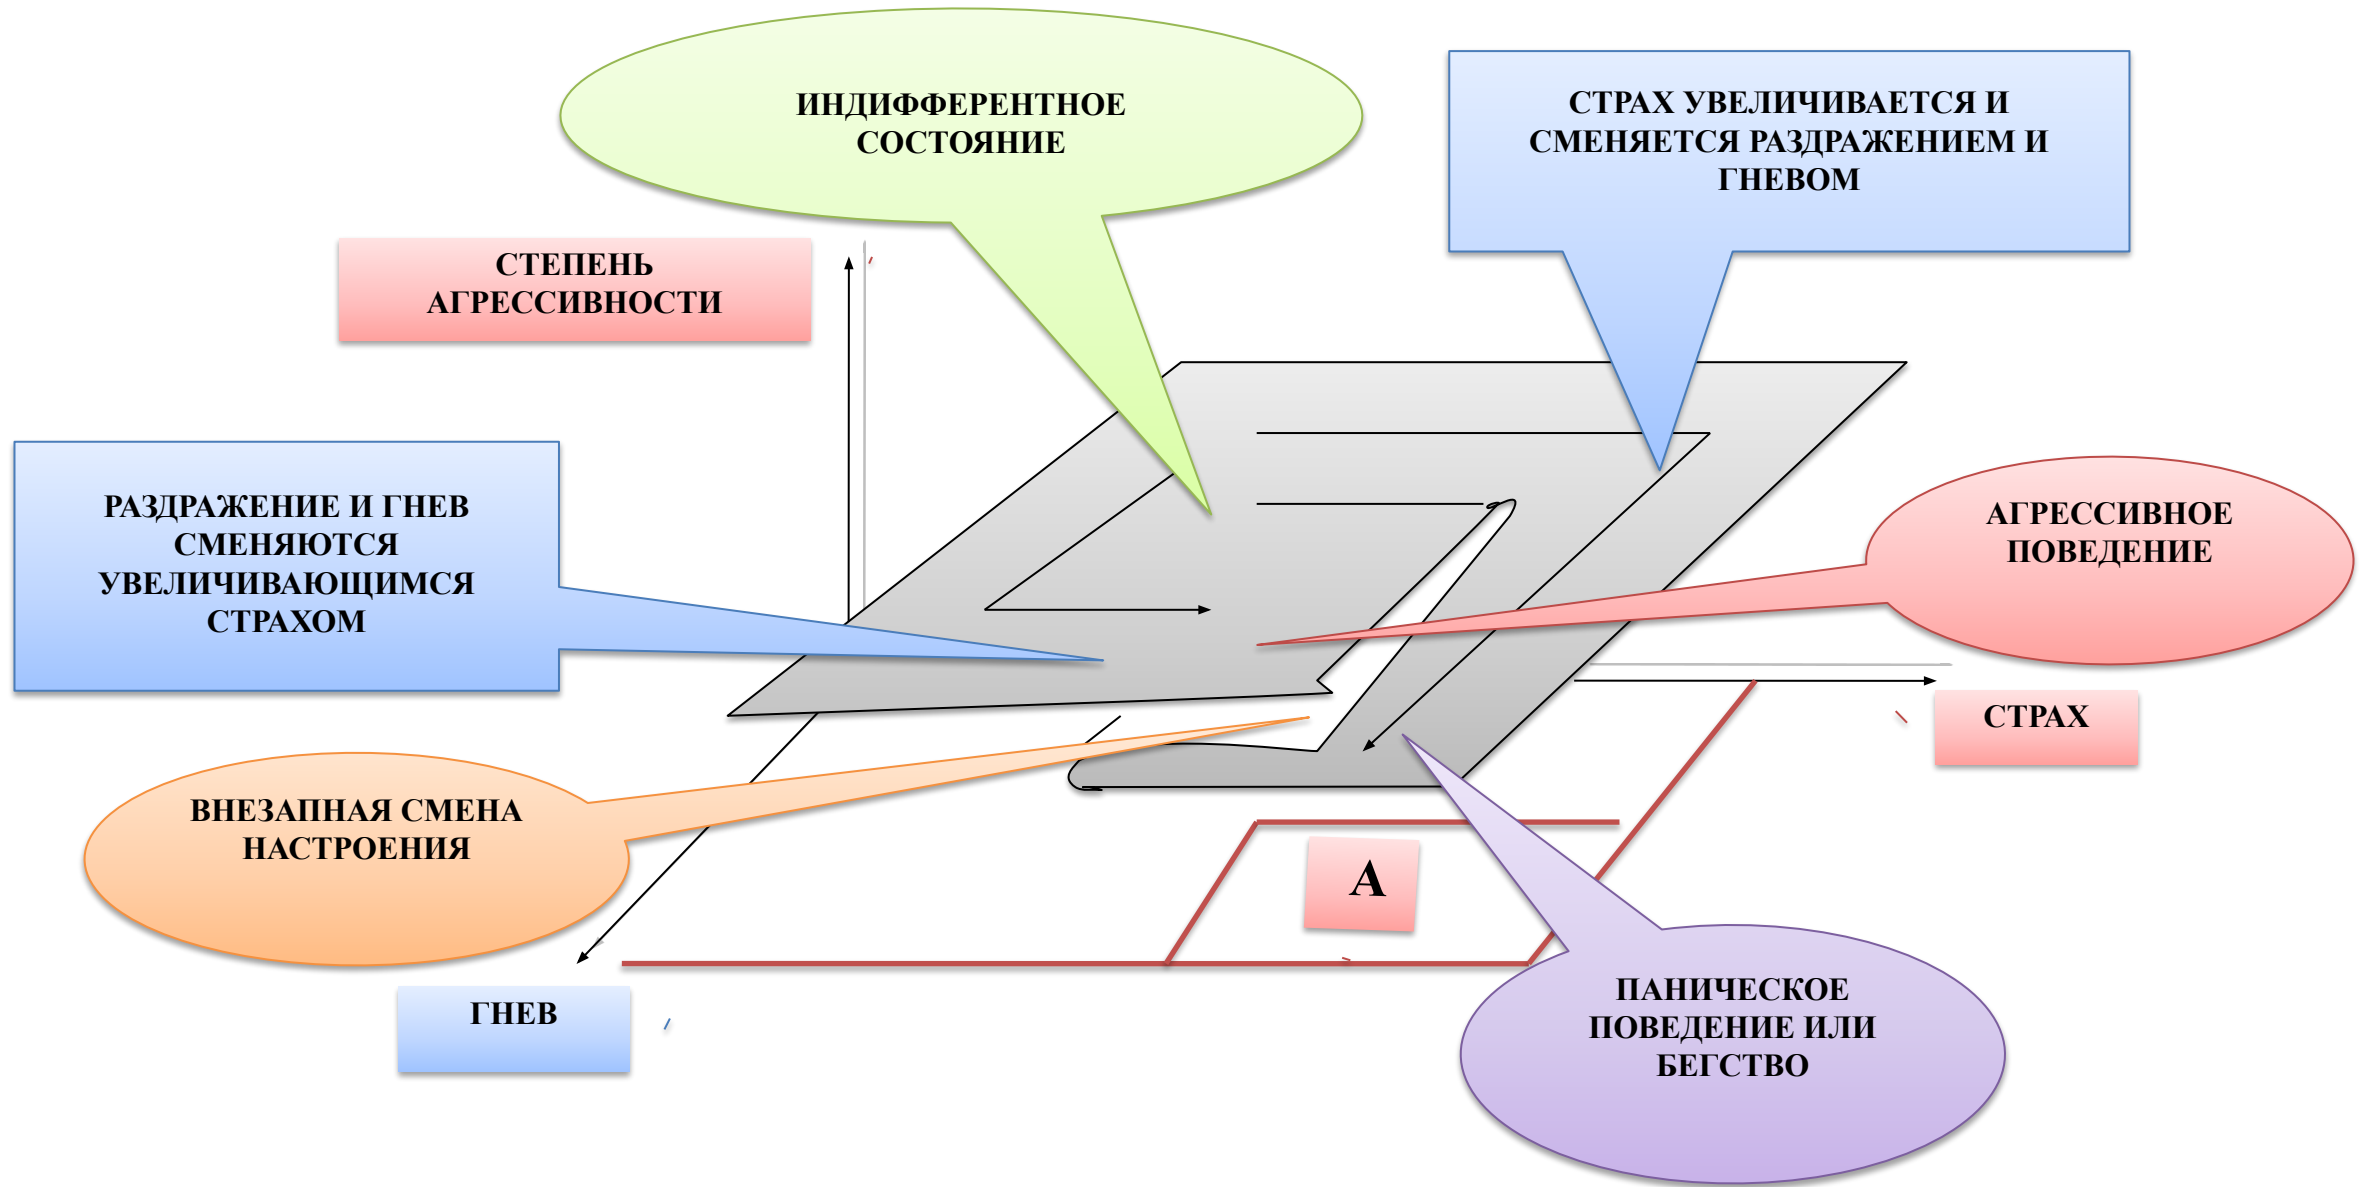 ИНДИФФЕРЕНТНОЕ
СОСТОЯНИЕ
СТРАХ УВЕЛИЧИВАЕТСЯ И
СМЕНЯЕТСЯ РАЗДРАЖЕНИЕМ И
ГНЕВОМ
СТЕПЕНЬ
АГРЕССИВНОСТИ
РАЗДРАЖЕНИЕ И ГНЕВ
СМЕНЯЮТСЯ
УВЕЛИЧИВАЮЩИМСЯ
СТРАХОМ
АГРЕССИВНОЕ
ПОВЕДЕНИЕ
СТРАХ
ВНЕЗАПНАЯ СМЕНА
НАСТРОЕНИЯ
А
ГНЕВ
ПАНИЧЕСКОЕ
ПОВЕДЕНИЕ ИЛИ
БЕГСТВО